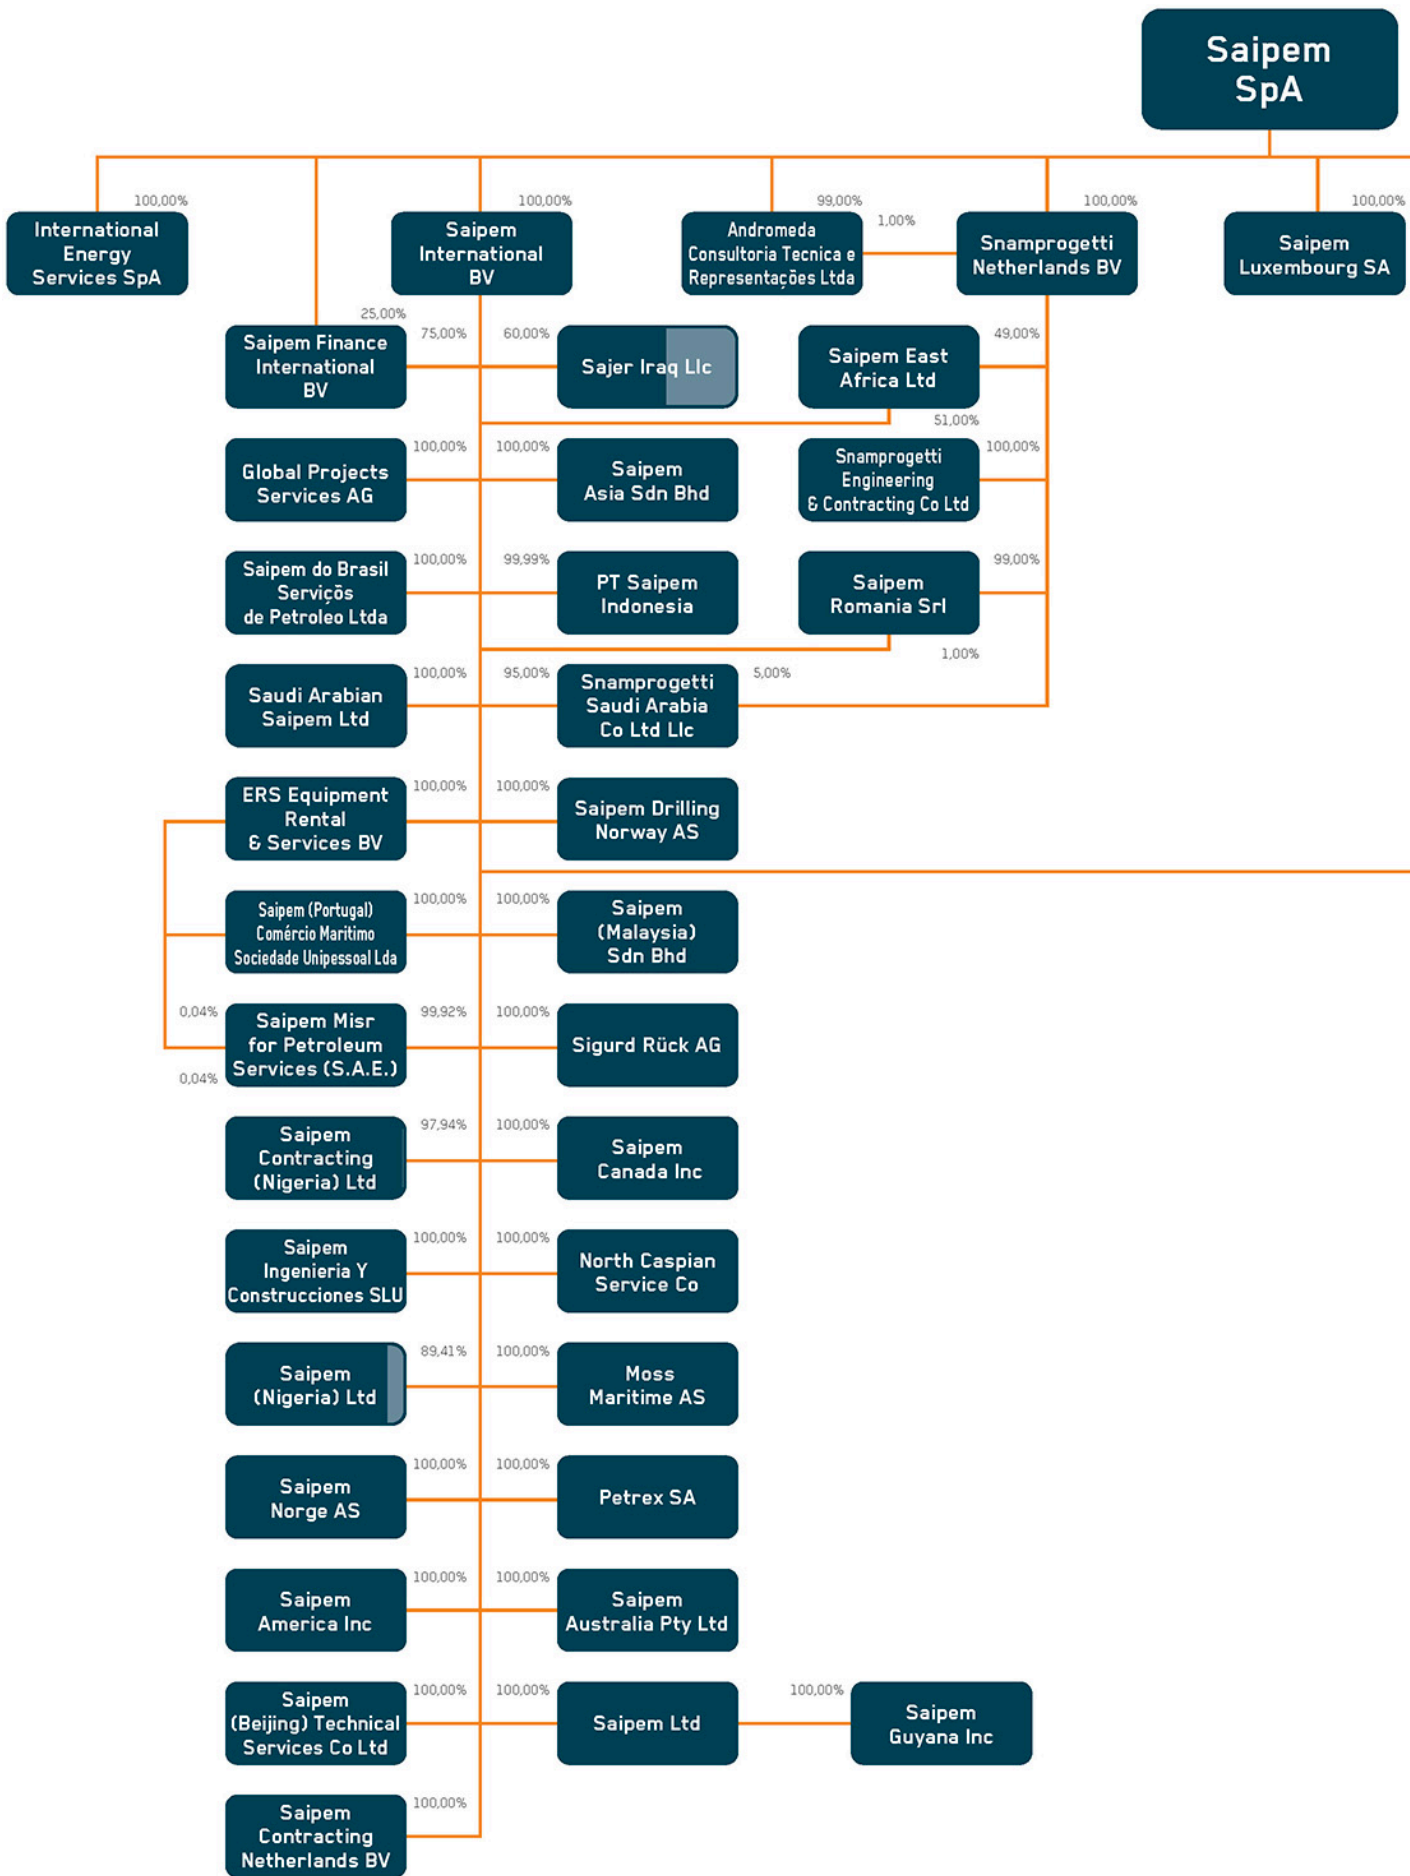 Saipem
SpA
100,00%
100,00%
99,00%
1,00%
100,00%
100,00%
International
Energy
Services SpA
Saipem
International
BV
Andromeda
Consultoria Tecnica e
Representações Ltda
Snamprogetti
Netherlands BV
Saipem
Luxembourg SA
25,00%
75,00%
60,00%
49,00%
Saipem Finance
International
BV
Sajer Iraq Llc
Saipem East
Africa Ltd
51,00%
100,00%
100,00%
100,00%
Global Projects
Services AG
Saipem
Asia Sdn Bhd
Snamprogetti
Engineering
& Contracting Co Ltd
100,00%
99,99%
99,00%
Saipem do Brasil
Serviçõs
de Petroleo Ltda
PT Saipem
Indonesia
Saipem
Romania Srl
1,00%
100,00%
95,00%
5,00%
Saudi Arabian
Saipem Ltd
Snamprogetti
Saudi Arabia
Co Ltd Llc
100,00%
100,00%
ERS Equipment
Rental
& Services BV
Saipem Drilling
Norway AS
100,00%
100,00%
Saipem (Portugal)
Comércio Maritimo
Sociedade Unipessoal Lda
Saipem
(Malaysia)
Sdn Bhd
0,04%
99,92%
100,00%
Saipem Misr
for Petroleum
Services (S.A.E.)
Sigurd Rück AG
0,04%
97,94%
100,00%
Saipem
Contracting
(Nigeria) Ltd
Saipem
Canada Inc
100,00%
100,00%
Saipem
Ingenieria Y
Construcciones SLU
North Caspian
Service Co
89,41%
100,00%
Saipem
(Nigeria) Ltd
Moss
Maritime AS
100,00%
100,00%
Saipem
Norge AS
Petrex SA
100,00%
100,00%
Saipem
America Inc
Saipem
Australia Pty Ltd
100,00%
100,00%
100,00%
Saipem
(Beijing) Technical
Services Co Ltd
Saipem Ltd
Saipem
Guyana Inc
100,00%
Saipem
Contracting
Netherlands BV